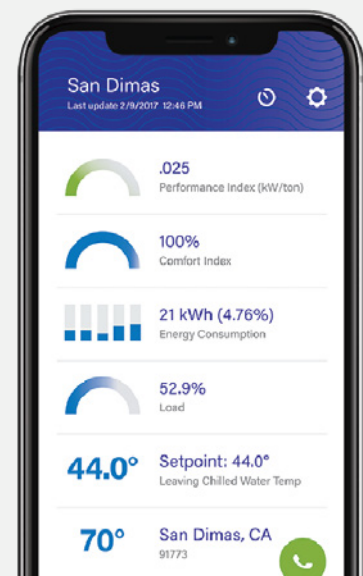 San Dimas
Last update 2/9/2017 12:46 PM
.025
Performance Index (kW/ton)
100%
Comfort Index
21 kWh (4.76%)
Energy Consumption
52.9%
Load
44.0°
Setpoint: 44.0°
Leaving Chilled Water Temp
70°
San Dimas, CA
91773